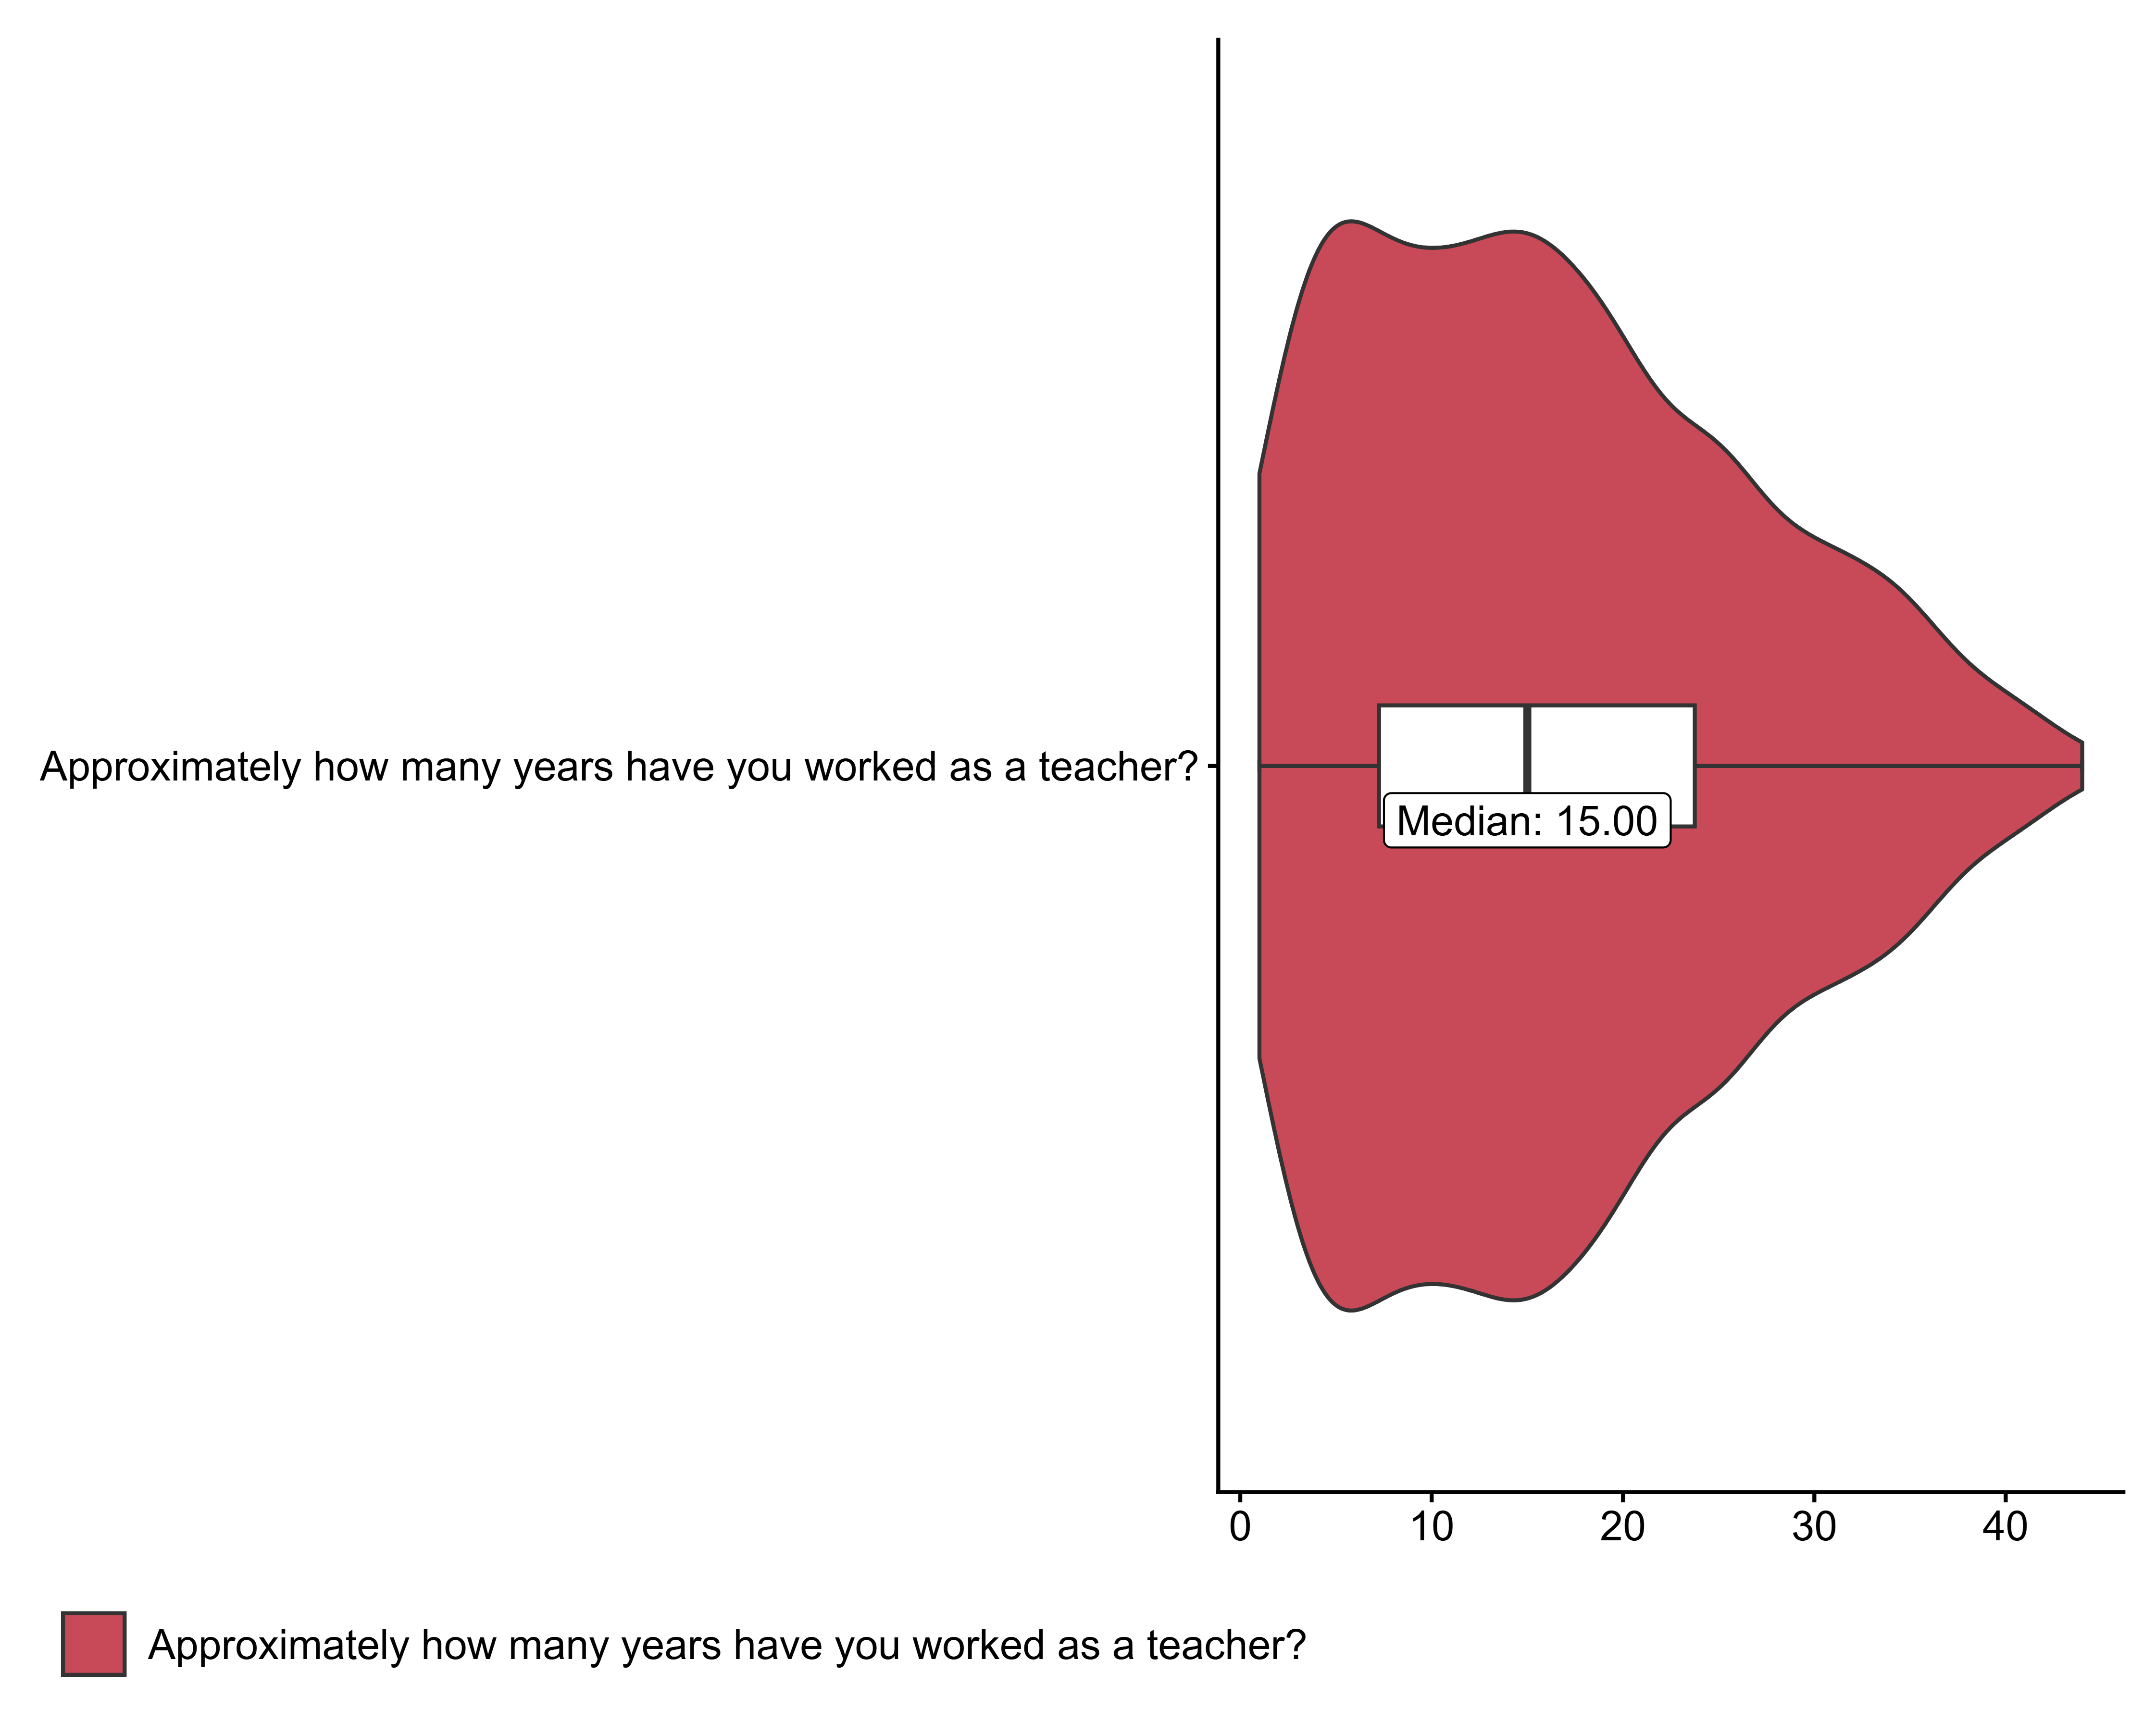 Approximately how many years have you worked as a teacher?
Median: 15.00
0 10 20 30 40
Approximately how many years have you worked as a teacher?